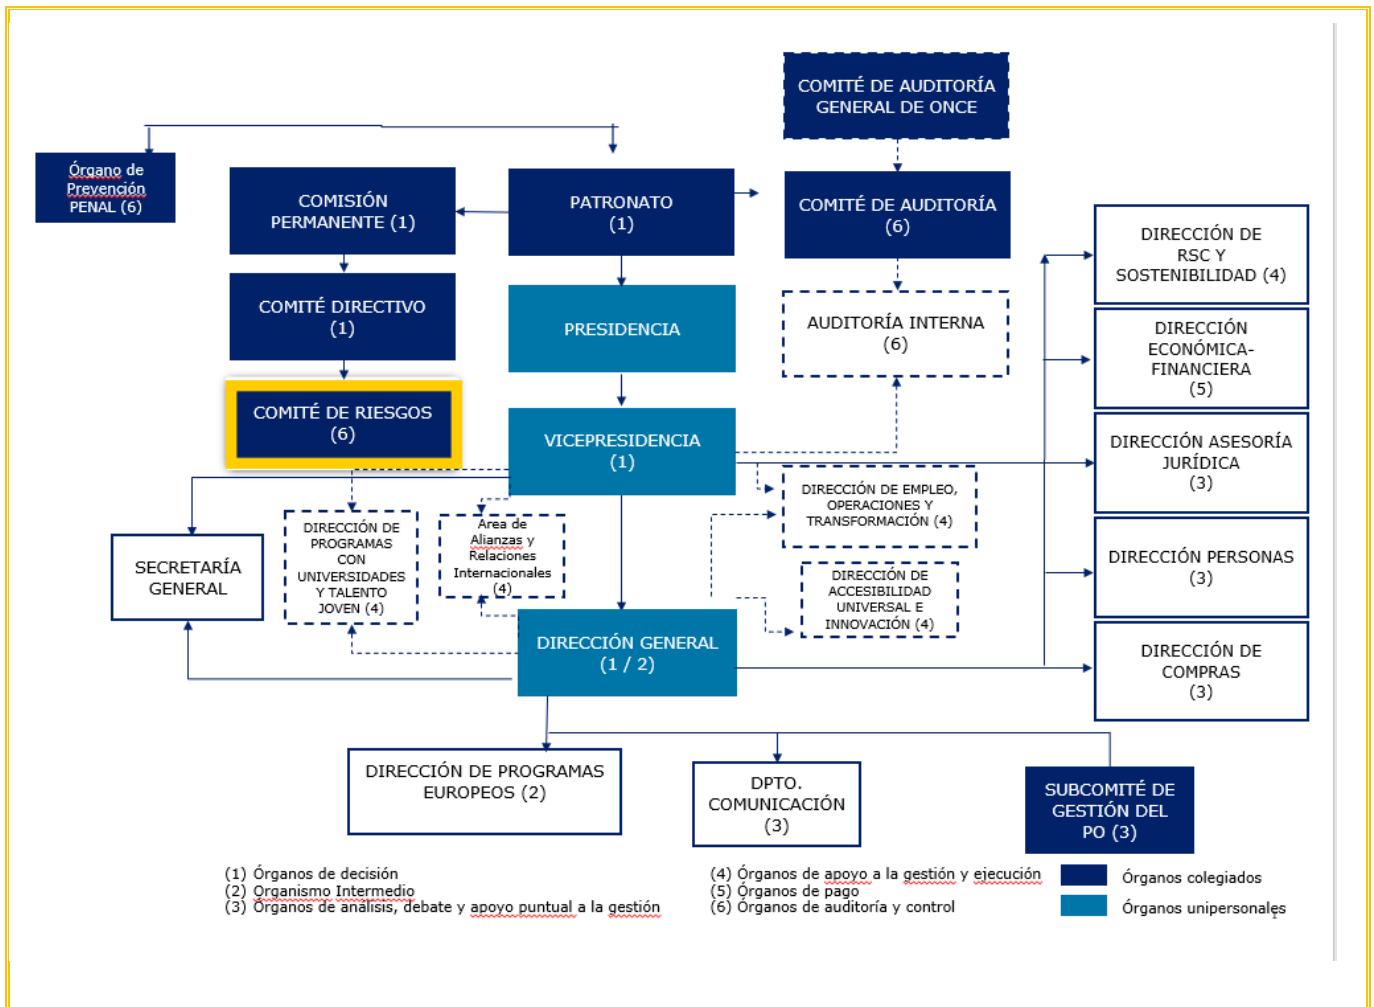 COMITÉ DE AUDITORÍA
GENERAL DE ONCE
Órgano de
Prevención
PENAL (6)
COMISIÓN
PERMANENTE (1)
PATRONATO
(1)
COMITÉ DE AUDITORÍA
(6)
DIRECCIÓN DE
RSC Y
SOSTENIBILIDAD (4)
COMITÉ DIRECTIVO
(1)
PRESIDENCIA
AUDITORÍA INTERNA
(6)
DIRECCIÓN
ECONÓMICA-
FINANCIERA
(5)
COMITÉ DE RIESGOS
(6)
VICEPRESIDENCIA
(1)
DIRECCIÓN ASESORÍA
JURÍDICA
(3)
DIRECCIÓN DE EMPLEO,
OPERACIONES Y
TRANSFORMACIÓN (4)
SECRETARÍA
GENERAL
DIRECCIÓN DE
PROGRAMAS
CON
UNIVERSIDADES
Y TALENTO
JOVEN (4)
Area de
Alianzas y
Relaciones
Internacionales
(4)
DIRECCIÓN DE
ACCESIBILIDAD
UNIVERSAL E
INNOVACIÓN (4)
DIRECCIÓN PERSONAS
(3)
DIRECCIÓN GENERAL
(1 / 2)
DIRECCIÓN DE
COMPRAS
(3)
DIRECCIÓN DE PROGRAMAS
EUROPEOS (2)
DPTO.
COMUNICACIÓN
(3)
SUBCOMITÉ DE
GESTIÓN DEL
PO (3)
(1) Órganos de decisión
(2) Organismo Intermedio
(3) Órganos de análisis, debate y apoyo puntual a la gestión
(4) Órganos de apoyo a la gestión y ejecución
(5) Órganos de pago
(6) Órganos de auditoría y control
Órganos colegiados
Órganos unipersonales